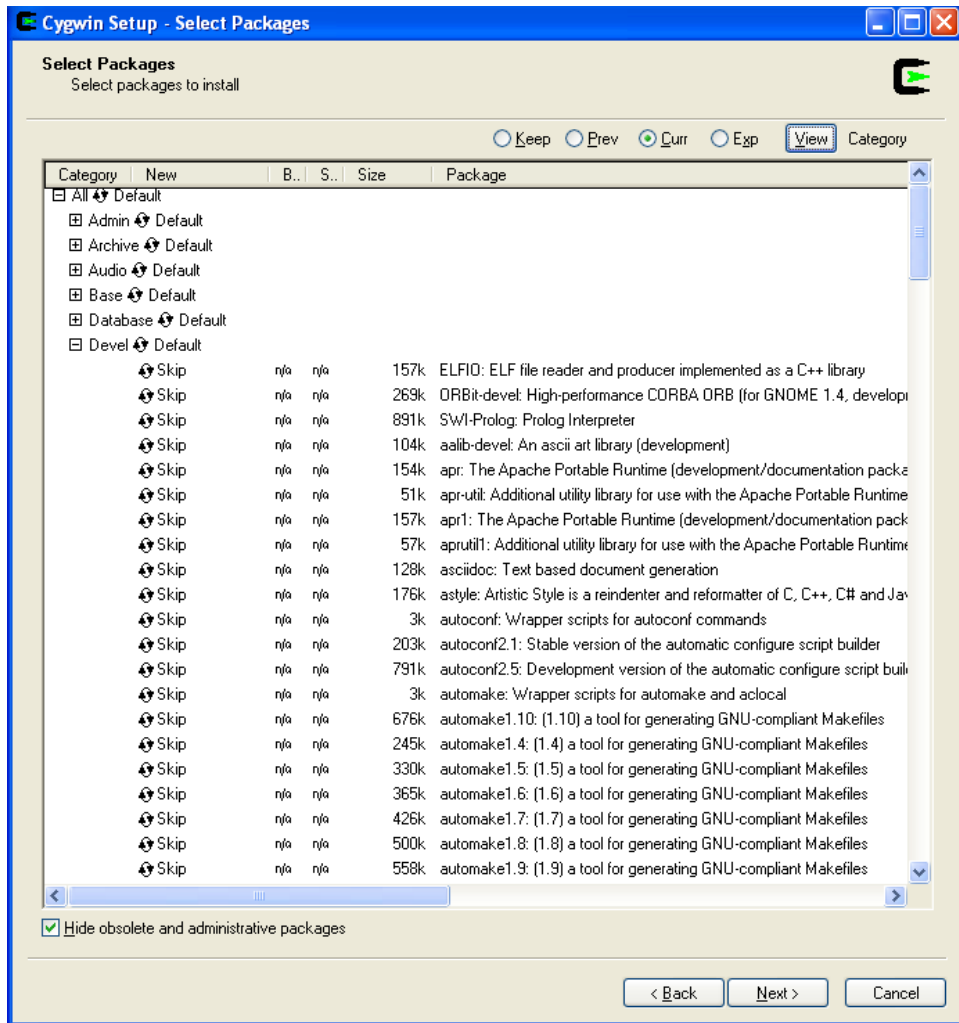 Cygwin Setup - Select Packages
Select Packages
Select packages to install
Keep Prev Curr Exp View Category
Category New B.. S.. Size Package
All Default
Admin Default
Archive Default
Audio Default
Base Default
Database Default
Devel Default
Skip n/a n/a 157k ELFIO: ELF file reader and producer implemented as a C++ library
Skip n/a n/a 269k ORBit-devel: High-performance CORBA ORB (for GNOME 1.4, develop
Skip n/a n/a 891k SWI-Prolog: Prolog Interpreter
Skip n/a n/a 104k aalib-devel: An ascii art library (development)
Skip n/a n/a 154k apr: The Apache Portable Runtime (development/documentation packa
Skip n/a n/a 51k apr-util: Additional utility library for use with the Apache Portable Runtime
Skip n/a n/a 157k apr1: The Apache Portable Runtime (development/documentation pack
Skip n/a n/a 57k aprutil1: Additional utility library for use with the Apache Portable Runtime
Skip n/a n/a 128k asciidoc: Text based document generation
Skip n/a n/a 176k astyle: Artistic Style is a reindenter and reformatter of C, C++, C# and Jav
Skip n/a n/a 3k autoconf: Wrapper scripts for autoconf commands
Skip n/a n/a 203k autoconf2.1: Stable version of the automatic configure script builder
Skip n/a n/a 791k autoconf2.5: Development version of the automatic configure script buil
Skip n/a n/a 3k automake: Wrapper scripts for automake and aclocal
Skip n/a n/a 676k automake1.10: (1.10) a tool for generating GNU-compliant Makefiles
Skip n/a n/a 245k automake1.4: (1.4) a tool for generating GNU-compliant Makefiles
Skip n/a n/a 330k automake1.5: (1.5) a tool for generating GNU-compliant Makefiles
Skip n/a n/a 365k automake1.6: (1.6) a tool for generating GNU-compliant Makefiles
Skip n/a n/a 426k automake1.7: (1.7) a tool for generating GNU-compliant Makefiles
Skip n/a n/a 500k automake1.8: (1.8) a tool for generating GNU-compliant Makefiles
Skip n/a n/a 558k automake1.9: (1.9) a tool for generating GNU-compliant Makefiles
Hide obsolete and administrative packages
< Back Next > Cancel